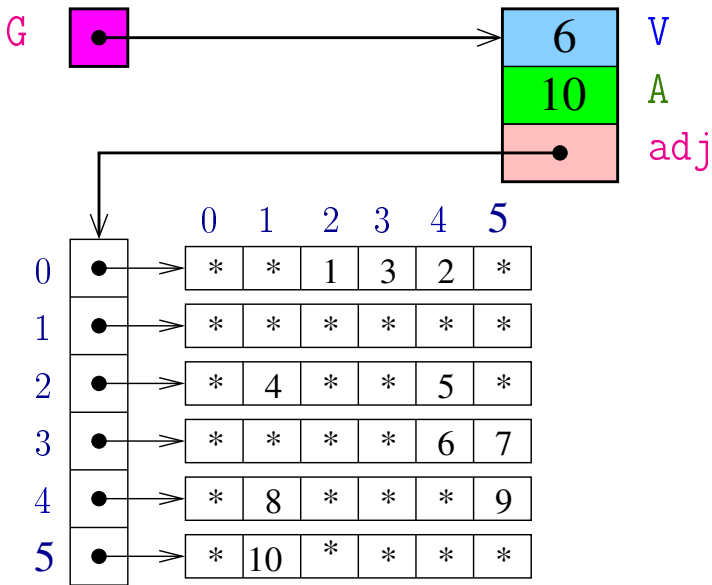 G 6 V
10 A
adj
0 1 2 3 4 5
0 * * 1 3 2 *
1 * * * * * *
2 * 4 * * 5 *
3 * * * * 6 7
4 * 8 * * * 9
5 * 10 * * * *